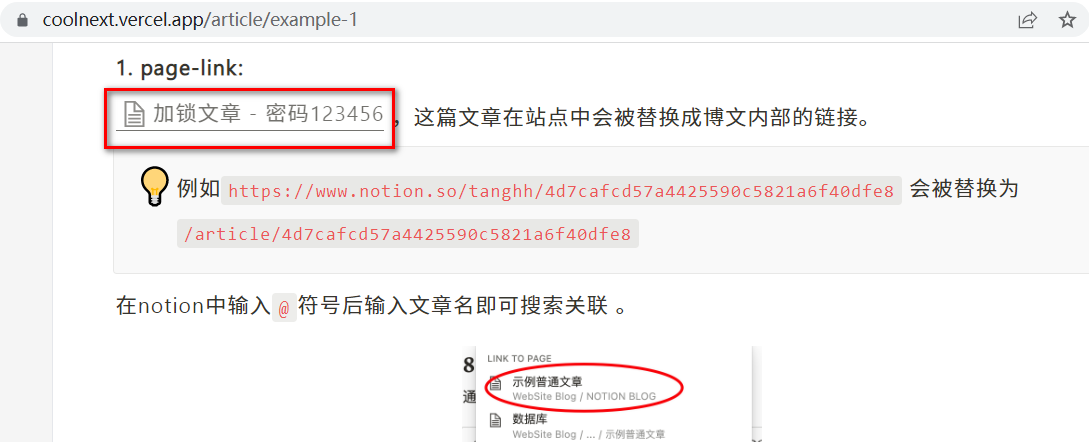 coolnext.vercel.app/article/example-1
1. page-link:
加锁文章 - 密码123456 ，这篇文章在站点中会被替换成博文内部的链接。
例如 https://www.notion.so/tanghh/4d7cafcd57a4425590c5821a6f40dfe8 会被替换为
/article/4d7cafcd57a4425590c5821a6f40dfe8
在notion中输入 @ 符号后输入文章名即可搜索关联 。
8
LINK TO PAGE
示例普通文章
通
WebSite Blog / NOTION BLOG
数据库
WebSite Blog / ... / 示例普通文章